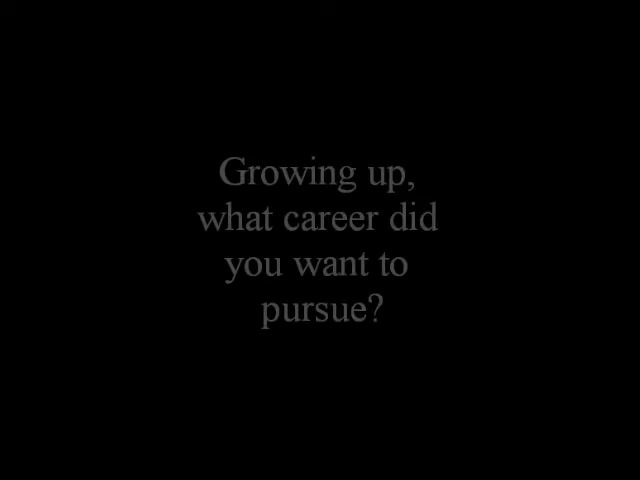 Growing up,
what career did
you want to
pursue?